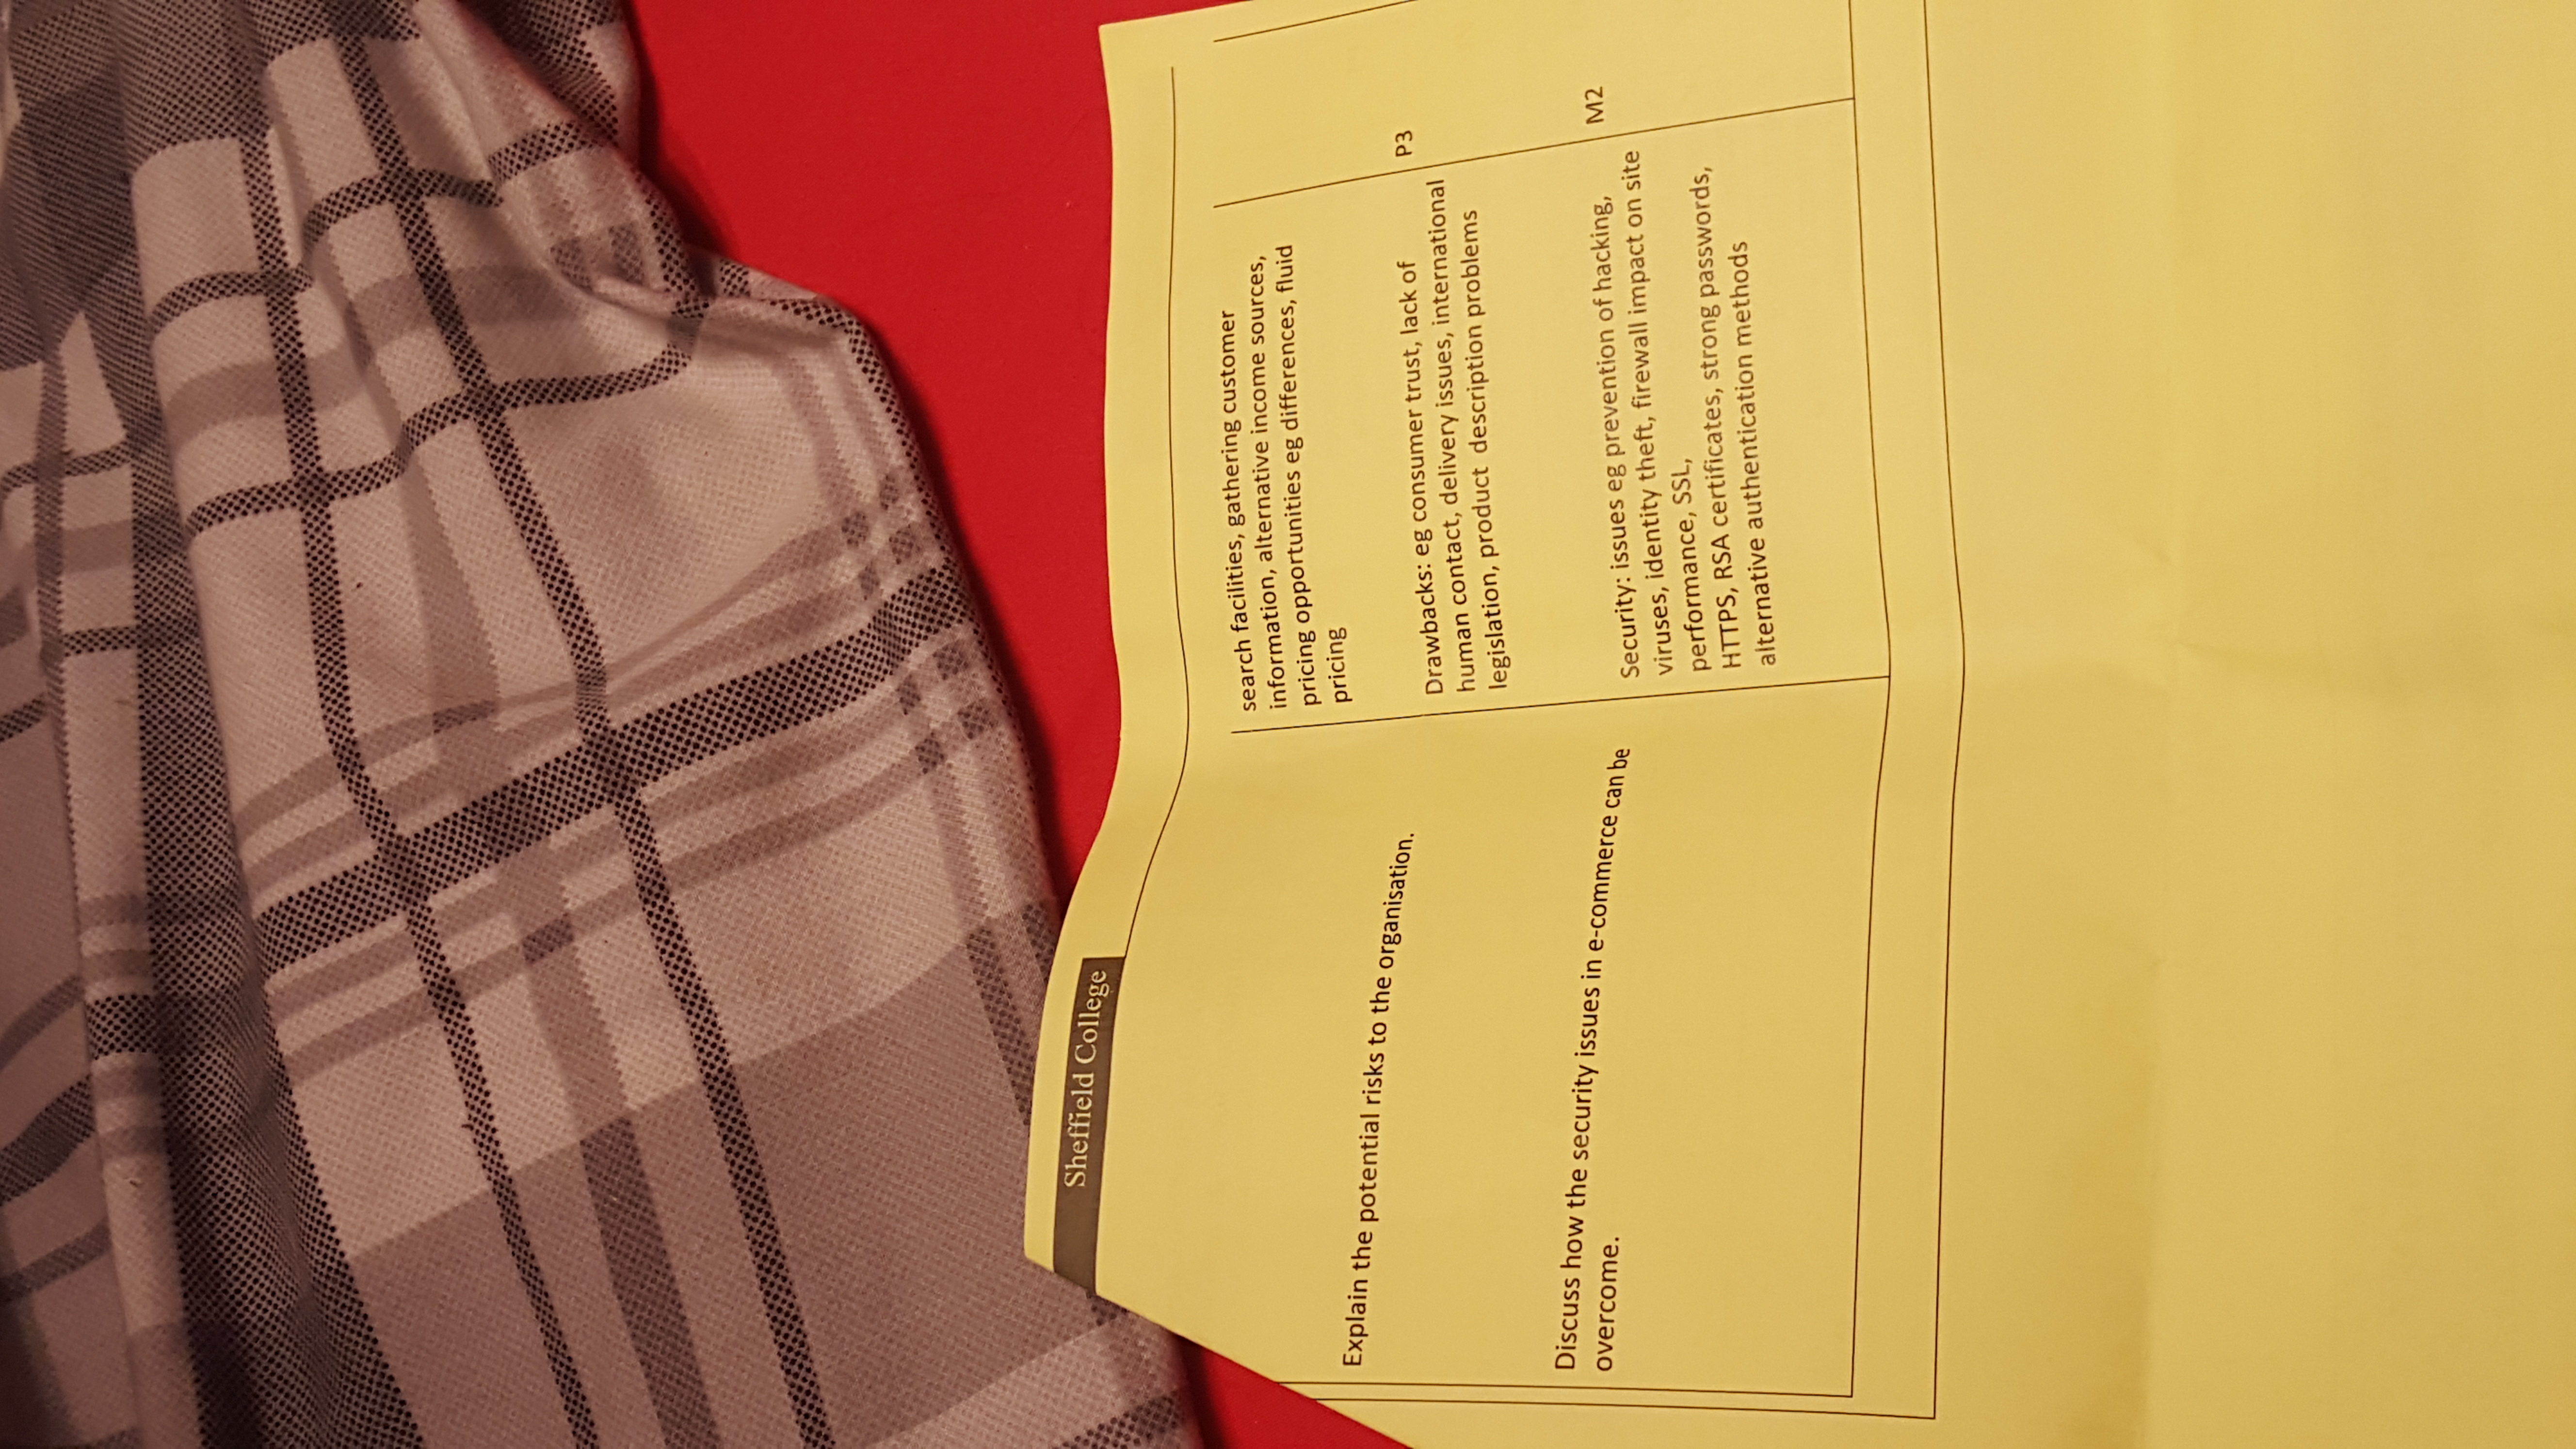 Sheffield College
search facilities, gathering customer
information, alternative income sources,
pricing opportunities eg differences, fluid
pricing
Explain the potential risks to the organisation.
Drawbacks: eg consumer trust, lack of
human contact, delivery issues, international
legislation, product description problems
P3
Discuss how the security issues in e-commerce can be
overcome.
Security: issues eg prevention of hacking,
viruses, identity theft, firewall impact on site
performance, SSL,
HTTPS, RSA certificates, strong passwords,
alternative authentication methods
M2